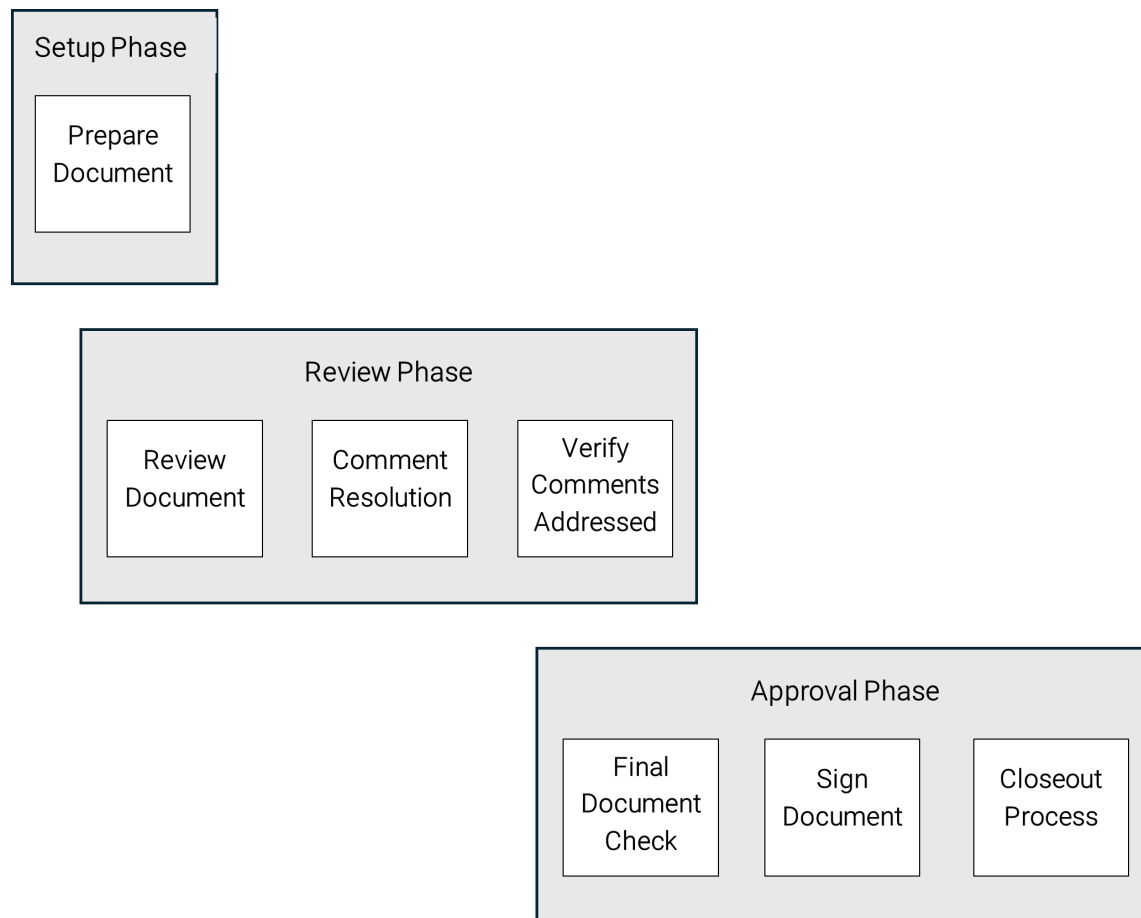 Setup Phase
Prepare
Document
Review Phase
Review
Document
Comment
Resolution
Verify
Comments
Addressed
Approval Phase
Final
Document
Check
Sign
Document
Closeout
Process